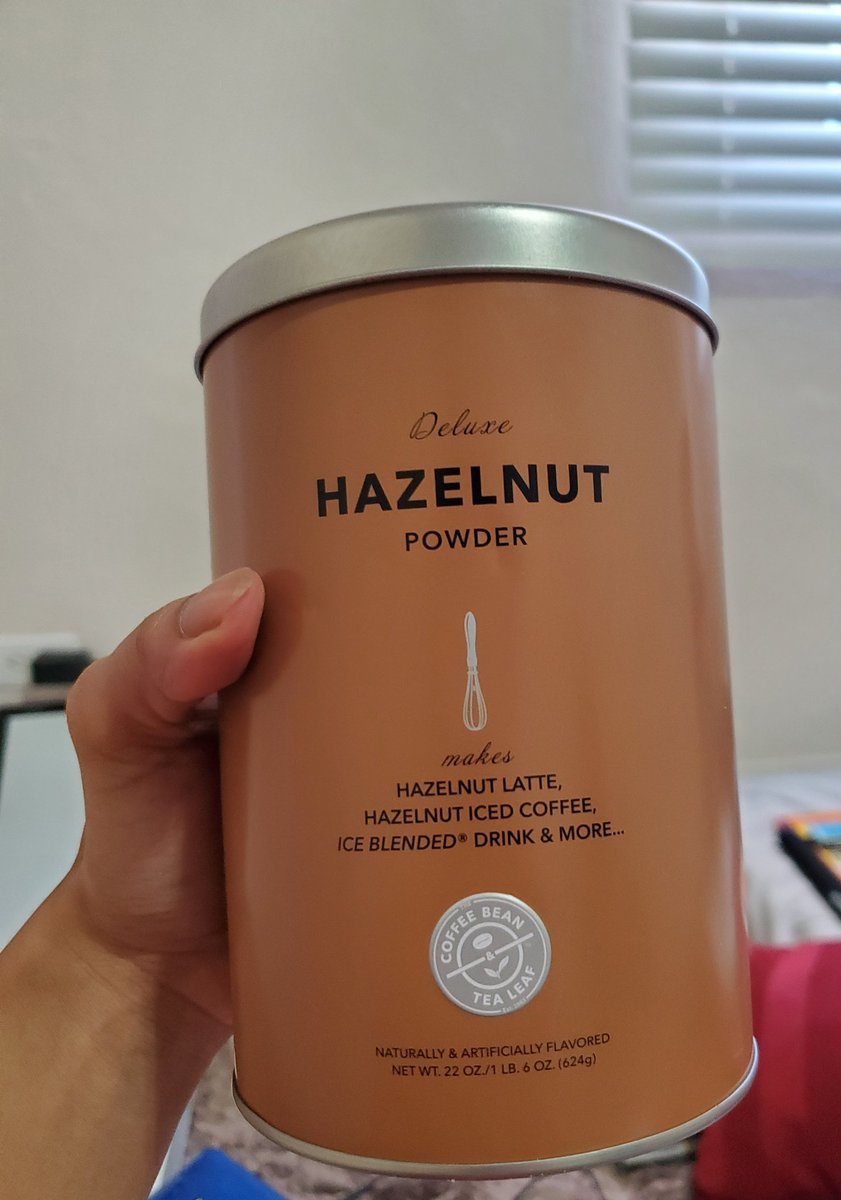 Deluxe
HAZELNUT
POWDER
makes
HAZELNUT LATTE,
HAZELNUT ICED COFFEE,
ICE BLENDED® DRINK & MORE...
THE
COFFEE BEAN
&
TEA LEAF
NATURALLY & ARTIFICIALLY FLAVORED
NET WT. 22 OZ./1 LB. 6 OZ. (624g)